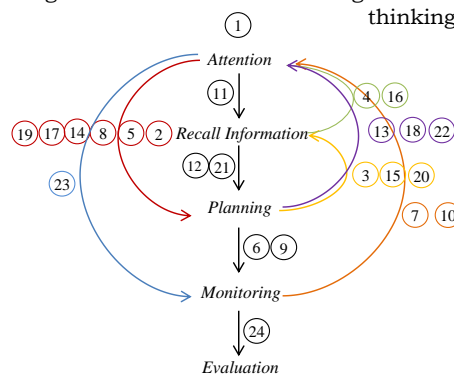 thinking
1
Attention
11
4 16
19 17 14 8 5 2 Recall Information 13 18 22
12 21
23 3 15 20
Planning
7 10
6 9
Monitoring
24
Evaluation